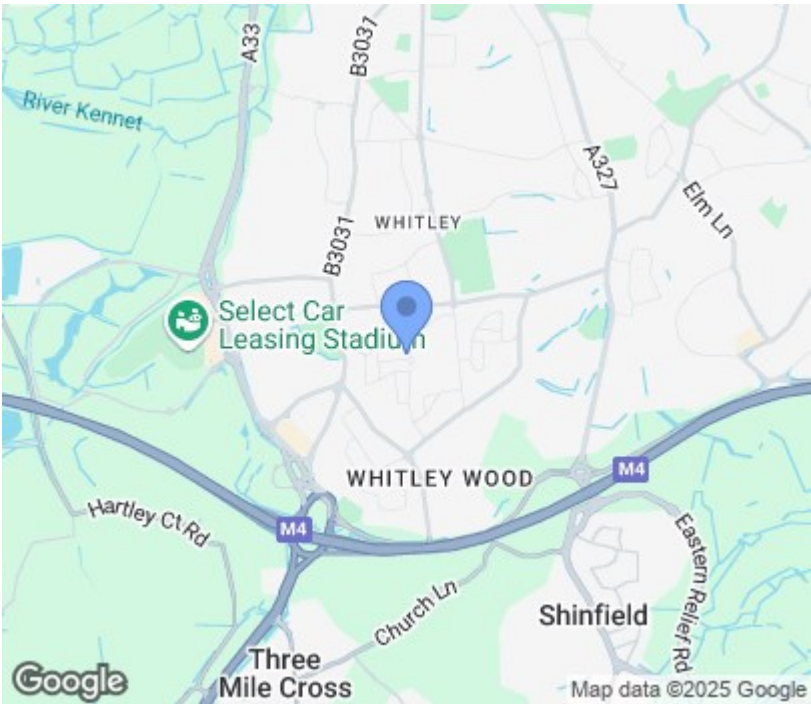 A33
B3031
River Kennet
A327
Elm Ln
WHITLEY
B3031
Select Car
Leasing Stadium
WHITLEY WOOD
M4
Hartley Ct Rd
M4
Eastern Relief Rd
Church Ln
Shinfield
Three
Mile Cross
Google
Map data ©2025 Google